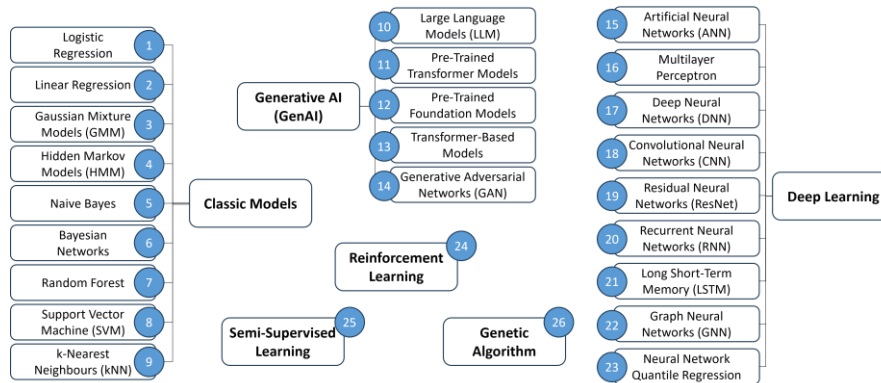 Logistic
Regression
1
Linear Regression
2
Gaussian Mixture
Models (GMM)
3
Hidden Markov
Models (HMM)
4
Naive Bayes
5
Bayesian
Networks
6
Random Forest
7
Support Vector
Machine (SVM)
8
k-Nearest
Neighbours (kNN)
9
Classic Models
Generative AI
(GenAI)
10
Large Language
Models (LLM)
11
Pre-Trained
Transformer Models
12
Pre-Trained
Foundation Models
13
Transformer-Based
Models
14
Generative Adversarial
Networks (GAN)
Reinforcement
Learning
24
Semi-Supervised
Learning
25
Genetic
Algorithm
26
15
Artificial Neural
Networks (ANN)
16
Multilayer
Perceptron
17
Deep Neural
Networks (DNN)
18
Convolutional Neural
Networks (CNN)
19
Residual Neural
Networks (ResNet)
20
Recurrent Neural
Networks (RNN)
21
Long Short-Term
Memory (LSTM)
22
Graph Neural
Networks (GNN)
23
Neural Network
Quantile Regression
Deep Learning